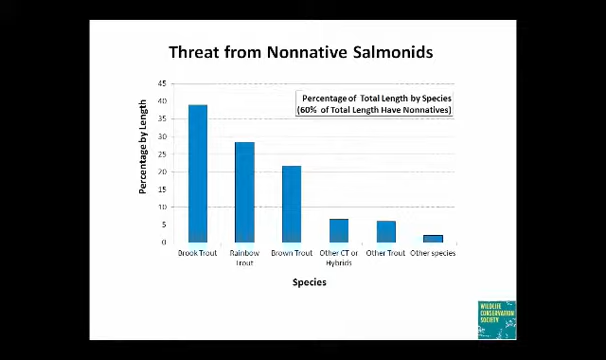 Threat from Nonnative Salmonids
Percentage of Total Length by Species
(60% of Total Length Have Nonnatives)
Percentage by Length
45
40
35
30
25
20
15
10
5
0
Brook Trout
Rainbow
Trout
Brown Trout
Other CT or
Hybrids
Other Trout
Other species
Species
WILDLIFE
CONSERVATION
SOCIETY